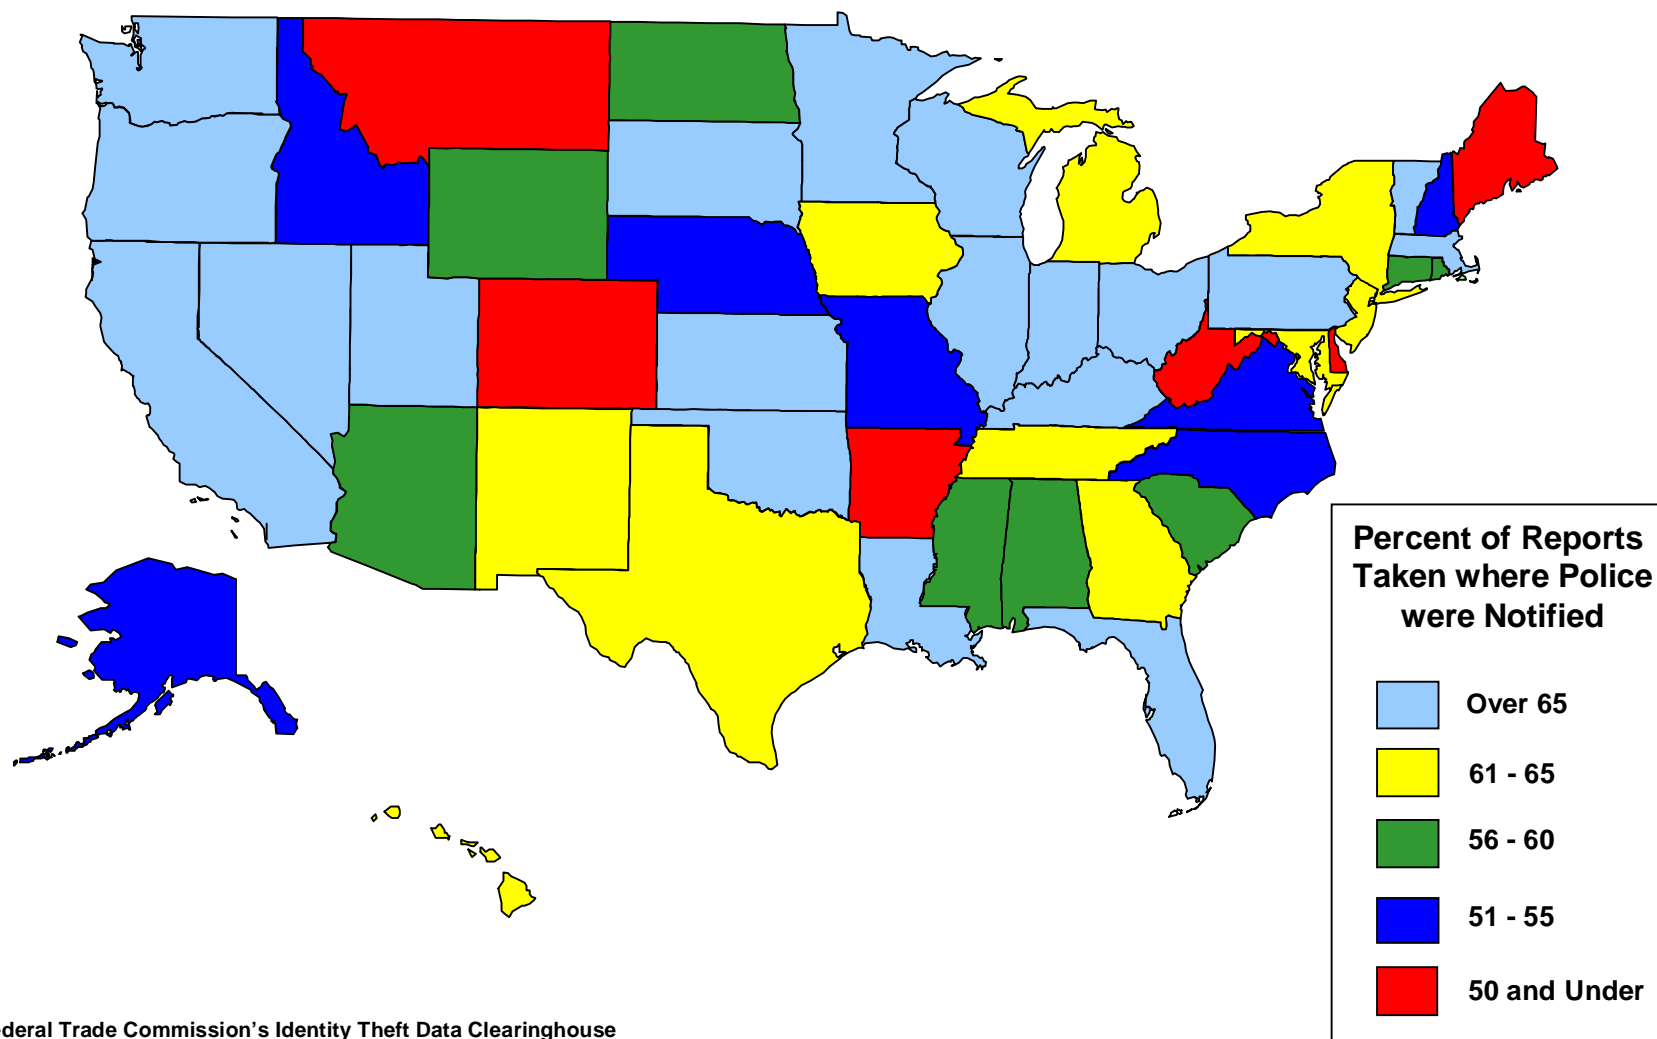 Percent of Reports
Taken where Police
were Notified
Over 65
61 - 65
56 - 60
51 - 55
50 and Under
ederal Trade Commission's Identity Theft Data Clearinghouse